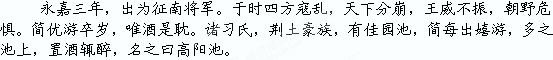 永嘉三年，出为征南将军。于时四方寇乱，天下分崩，王威不振，朝野危
惧。简优游卒岁，唯酒是耽。诸习氏，荆土豪族，有佳园池，简每出嬉游，多之
池上，置酒辄醉，名之曰高阳池。